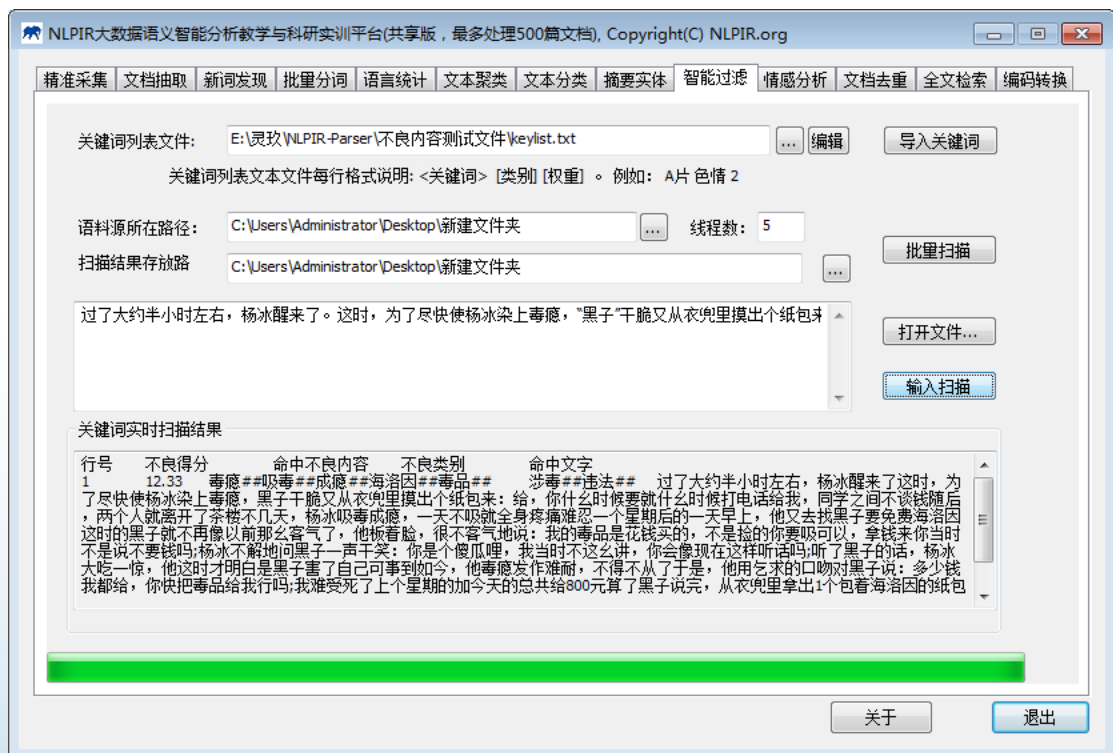 NLPIR大数据语义智能分析教学与科研实训平台(共享版，最多处理500篇文档), Copyright(C) NLPIR.org
精准采集 文档抽取 新词发现 批量分词 语言统计 文本聚类 文本分类 摘要实体 智能过滤 情感分析 文档去重 全文检索 编码转换
关键词列表文件: E:\灵玖\NLPIR-Parser\不良内容测试文件\keylist.txt ... 编辑 导入关键词
关键词列表文本文件每行格式说明: <关键词> [类别] [权重] 。例如: A片 色情 2
语料源所在路径: C:\Users\Administrator\Desktop\新建文件夹 ... 线程数: 5
批量扫描
扫描结果存放路 C:\Users\Administrator\Desktop\新建文件夹 ...
过了大约半小时左右，杨冰醒来了。这时，为了尽快使杨冰染上毒瘾，“黑子”干脆又从衣兜里摸出个纸包来
打开文件...
输入扫描
关键词实时扫描结果
行号 不良得分 命中不良内容 不良类别 命中文字
1 12.33 毒瘾##吸毒##成瘾##海洛因##毒品## 涉毒##违法## 过了大约半小时左右，杨冰醒来了这时，为
了尽快使杨冰染上毒瘾，黑子干脆又从衣兜里摸出个纸包来：给，你什么时候要就什么时候打电话给我，同学之间不谈钱随后
，两个人就离开了茶楼不几天，杨冰吸毒成瘾，一天不吸就全身疼痛难忍一个星期后的一天早上，他又去找黑子要免费海洛因
这时的黑子就不再像以前那么客气了，他板着脸，很不客气地说：我的毒品是花钱买的，不是捡的你要吸可以，拿钱来你当时
不是说不要钱吗;杨冰不解地问黑子一声干笑：你是个傻瓜哩，我当时不这么讲，你会像现在这样听话吗;听了黑子的话，杨冰
大吃一惊，他这时才明白是黑子害了自己可事到如今，他毒瘾发作难耐，不得不从了于是，他用乞求的口吻对黑子说：多少钱
我都给，你快把毒品给我行吗;我难受死了上个星期的加今天的总共给800元算了黑子说完，从衣兜里拿出1个包着海洛因的纸包
关于 退出